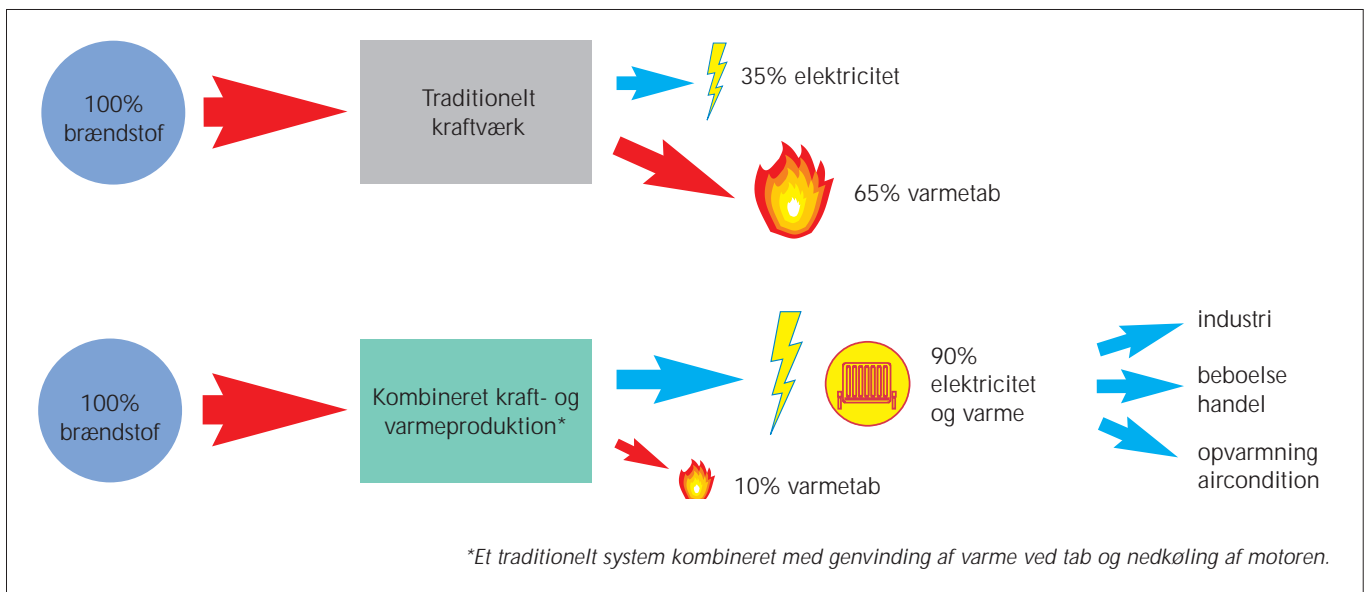 100%
brændstof
Traditionelt
kraftværk
35% elektricitet
65% varmetab
100%
brændstof
Kombineret kraft- og
varmeproduktion*
90%
elektricitet
og varme
10% varmetab
industri
beboelse
handel
opvarmning
aircondition
*Et traditionelt system kombineret med genvinding af varme ved tab og nedkøling af motoren.